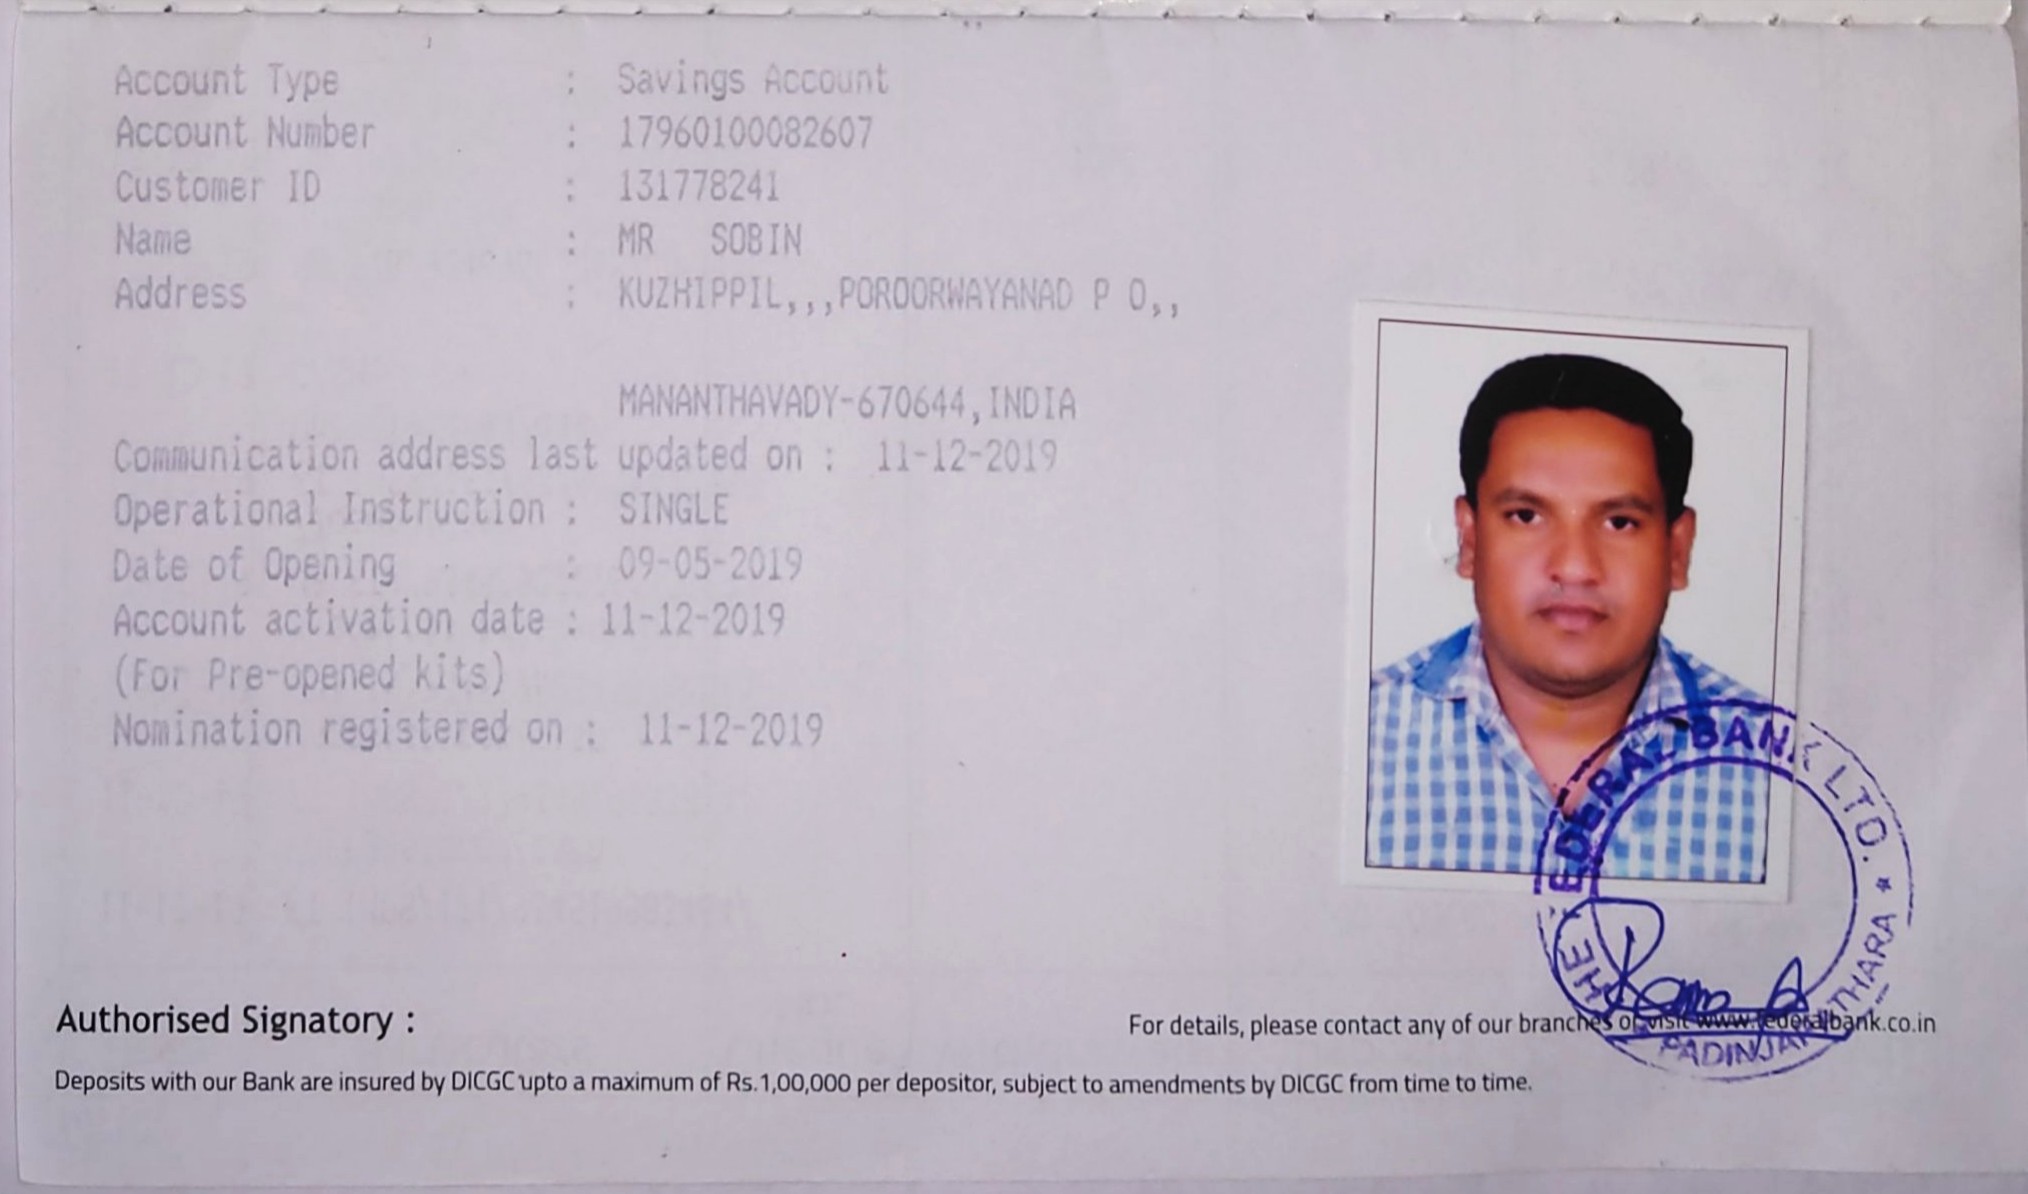 Account Type : Savings Account
Account Number : 17960100082607
Customer ID : 131778241
Name : MR SOBIN
Address : KUZHIPPIL,,,POROORWAYANAD P O,,
MANANTHAVADY-670644,INDIA
Communication address last updated on : 11-12-2019
Operational Instruction : SINGLE
Date of Opening : 09-05-2019
Account activation date : 11-12-2019
(For Pre-opened kits)
Nomination registered on : 11-12-2019
THE FEDERAL BANK LTD. *
Authorised Signatory :
For details, please contact any of our branches or visit www.federalbank.co.in
Deposits with our Bank are insured by DICGC upto a maximum of Rs.1,00,000 per depositor, subject to amendments by DICGC from time to time.